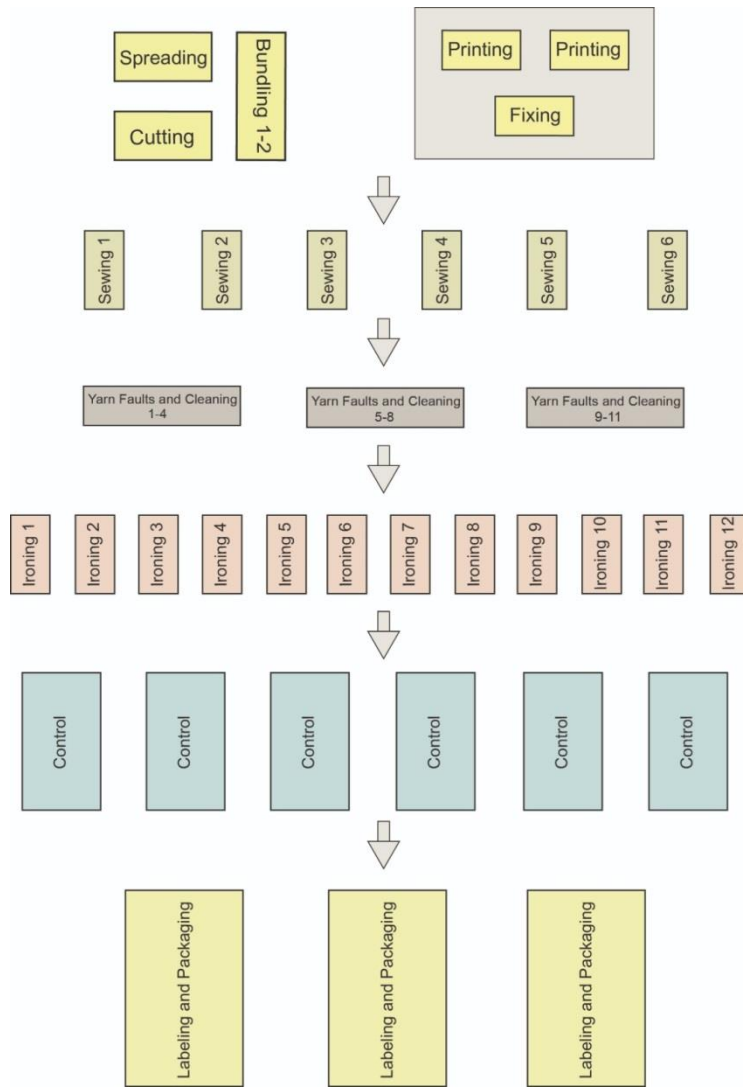 Spreading
Cutting
Bundling 1-2
Printing
Printing
Fixing
Sewing 1
Sewing 2
Sewing 3
Sewing 4
Sewing 5
Sewing 6
Yarn Faults and Cleaning
1-4
Yarn Faults and Cleaning
5-8
Yarn Faults and Cleaning
9-11
Ironing 1
Ironing 2
Ironing 3
Ironing 4
Ironing 5
Ironing 6
Ironing 7
Ironing 8
Ironing 9
Ironing 10
Ironing 11
Ironing 12
Control
Control
Control
Control
Control
Control
Labeling and Packaging
Labeling and Packaging
Labeling and Packaging